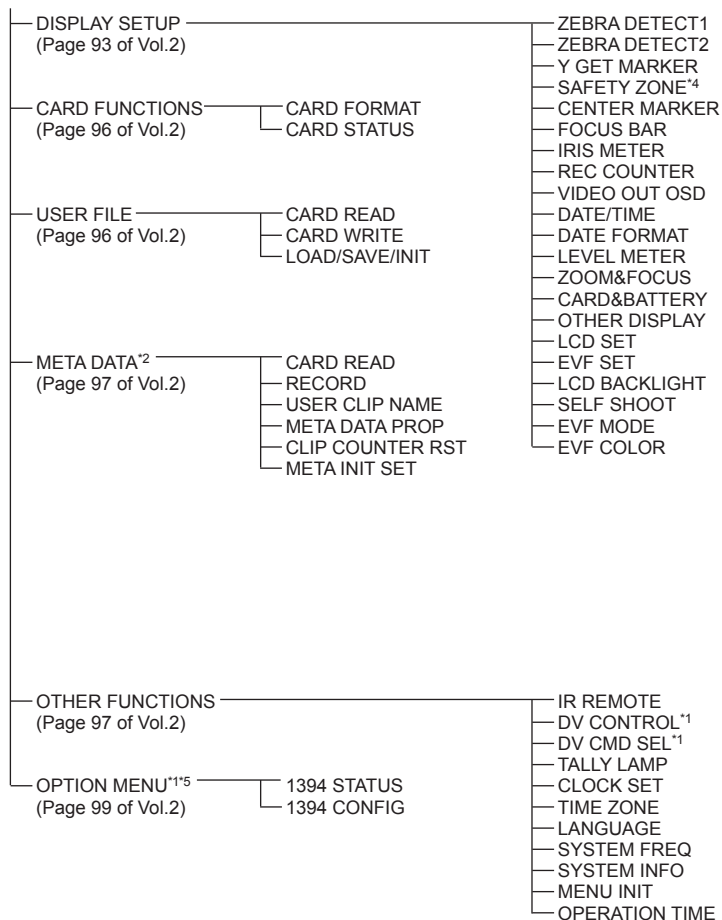 DISPLAY SETUP
(Page 93 of Vol.2)
ZEBRA DETECT1
ZEBRA DETECT2
Y GET MARKER
SAFETY ZONE*4
CENTER MARKER
FOCUS BAR
IRIS METER
REC COUNTER
VIDEO OUT OSD
DATE/TIME
DATE FORMAT
LEVEL METER
ZOOM&FOCUS
CARD&BATTERY
OTHER DISPLAY
LCD SET
EVF SET
LCD BACKLIGHT
SELF SHOOT
EVF MODE
EVF COLOR
CARD FUNCTIONS
(Page 96 of Vol.2)
CARD FORMAT
CARD STATUS
USER FILE
(Page 96 of Vol.2)
CARD READ
CARD WRITE
LOAD/SAVE/INIT
META DATA*2
(Page 97 of Vol.2)
CARD READ
RECORD
USER CLIP NAME
META DATA PROP
CLIP COUNTER RST
META INIT SET
OTHER FUNCTIONS
(Page 97 of Vol.2)
IR REMOTE
DV CONTROL*1
DV CMD SEL*1
TALLY LAMP
CLOCK SET
TIME ZONE
LANGUAGE
SYSTEM FREQ
SYSTEM INFO
MENU INIT
OPERATION TIME
OPTION MENU*1*5
(Page 99 of Vol.2)
1394 STATUS
1394 CONFIG